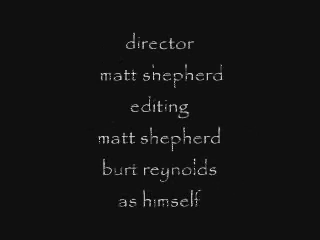 director
matt shepherd
editing
matt shepherd
burt reynolds
as himself